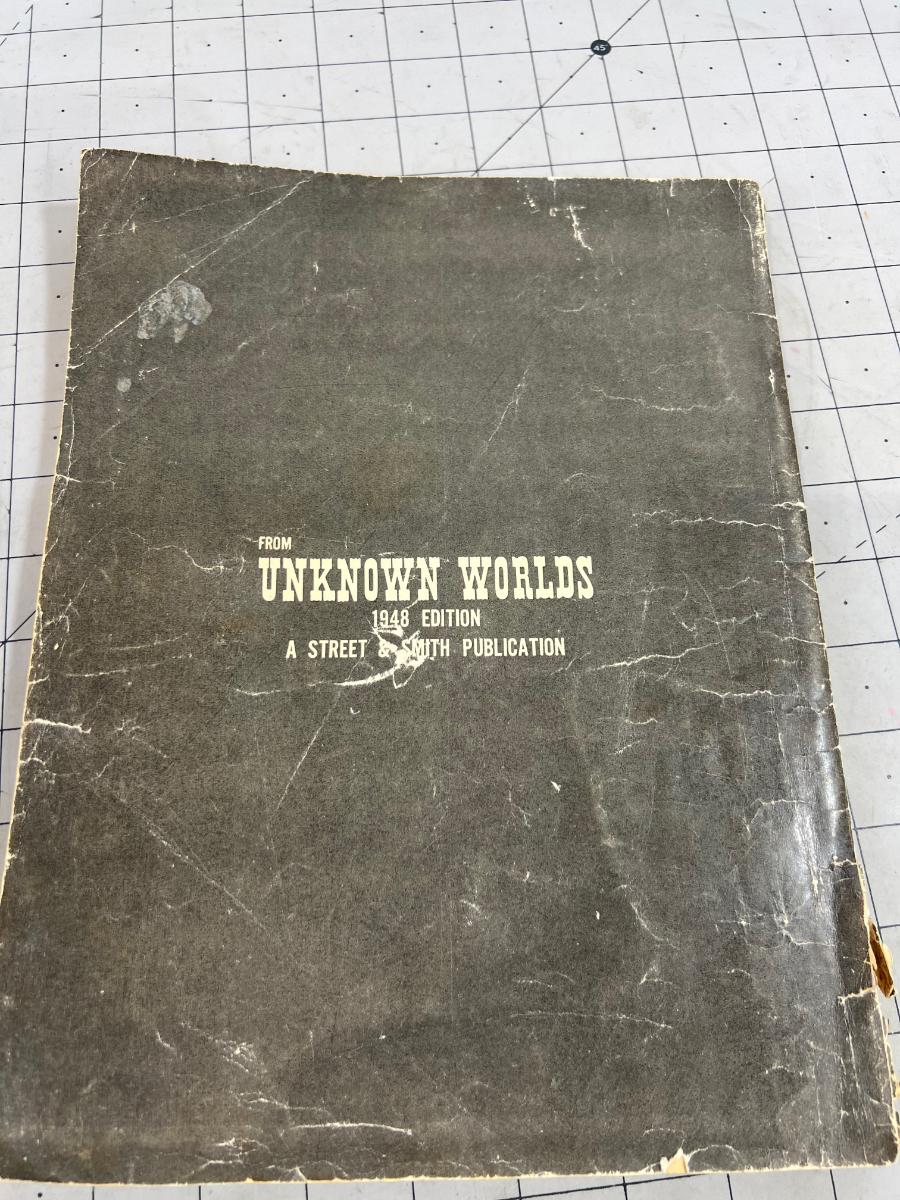 45°
FROM
UNKNOWN WORLDS
1948 EDITION
A STREET & SMITH PUBLICATION